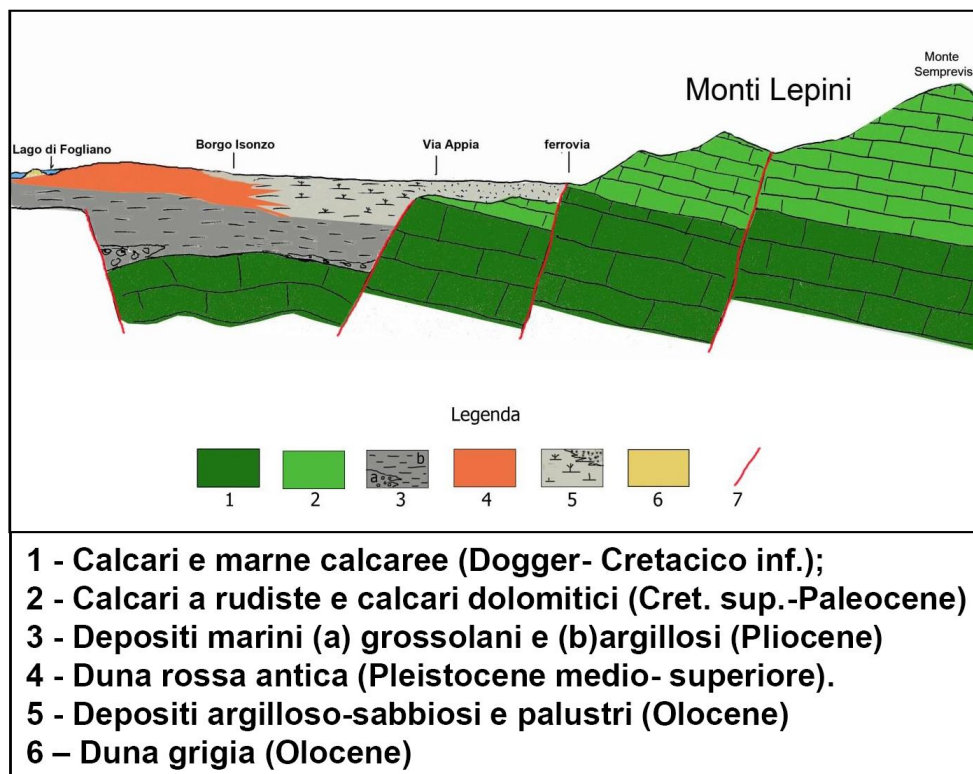 Monte
Semprevis
Monti Lepini
Lago di Fogliano
Borgo Isonzo
Via Appia
ferrovia
Legenda
b
a
1
2
3
4
5
6
7
1 - Calcari e marne calcaree (Dogger- Cretacico inf.);
2 - Calcari a rudiste e calcari dolomitici (Cret. sup.-Paleocene)
3 - Depositi marini (a) grossolani e (b)argillosi (Pliocene)
4 - Duna rossa antica (Pleistocene medio- superiore).
5 - Depositi argilloso-sabbiosi e palustri (Olocene)
6 – Duna grigia (Olocene)